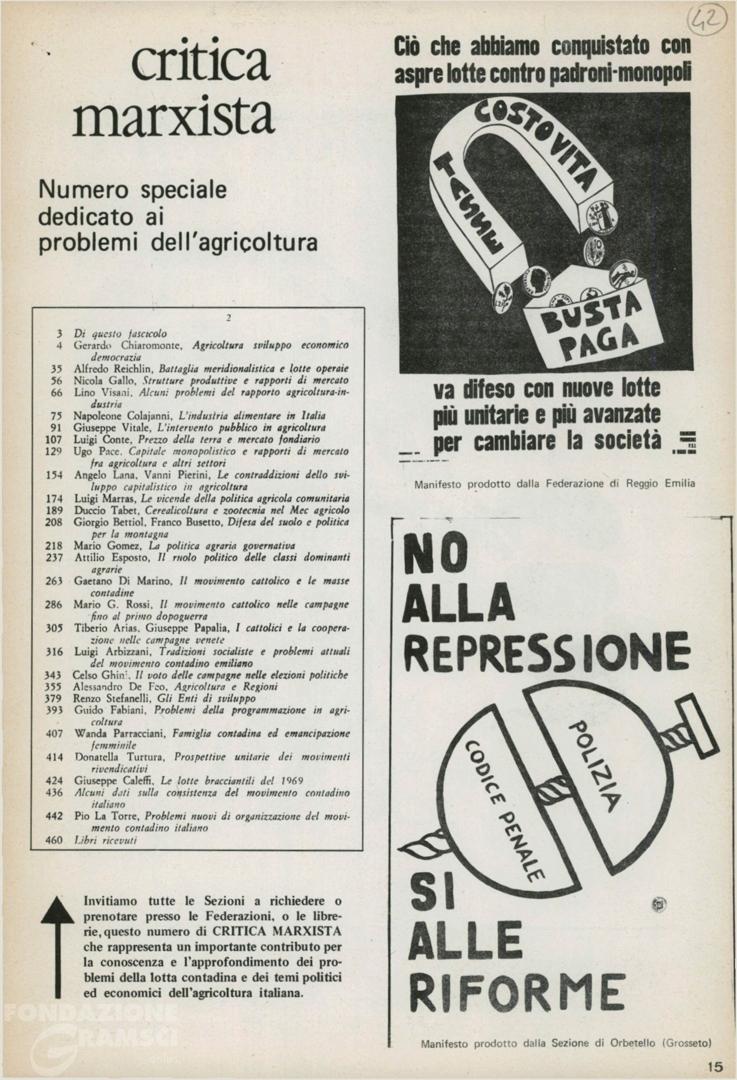 42
critica
marxista
Numero speciale
dedicato ai
problemi dell'agricoltura
2
3 Di questo fascicolo
4 Gerardo Chiaromonte, Agricoltura sviluppo economico
democrazia
35 Alfredo Reichlin, Battaglia meridionalistica e lotte operaie
56 Nicola Gallo, Strutture produttive e rapporti di mercato
66 Lino Visani, Alcuni problemi del rapporto agricoltura-in-
dustria
75 Napoleone Colajanni, L'industria alimentare in Italia
91 Giuseppe Vitale, L'intervento pubblico in agricoltura
107 Luigi Conte, Prezzo della terra e mercato fondiario
129 Ugo Pace, Capitale monopolistico e rapporti di mercato
fra agricoltura e altri settori
154 Angelo Lana, Vanni Pierini, Le contraddizioni dello svi-
luppo capitalistico in agricoltura
174 Luigi Marras, Le vicende della politica agricola comunitaria
189 Duccio Tabet, Cerealicoltura e zootecnia nel Mec agricolo
208 Giorgio Bettiol, Franco Busetto, Difesa del suolo e politica
per la montagna
218 Mario Gomez, La politica agraria governativa
237 Attilio Esposto, Il ruolo politico delle classi dominanti
agrarie
263 Gaetano Di Marino, Il movimento cattolico e le masse
contadine
286 Mario G. Rossi, Il movimento cattolico nelle campagne
fino al primo dopoguerra
305 Tiberio Arias, Giuseppe Papalia, I cattolici e la coopera-
zione nelle campagne venete
316 Luigi Arbizzani, Tradizioni socialiste e problemi attuali
del movimento contadino emiliano
343 Celso Ghini, Il voto delle campagne nelle elezioni politiche
355 Alessandro De Feo, Agricoltura e Regioni
379 Renzo Stefanelli, Gli Enti di sviluppo
393 Guido Fabiani, Problemi della programmazione in agri-
coltura
407 Wanda Parracciani, Famiglia contadina ed emancipazione
femminile
414 Donatella Turtura, Prospettive unitarie dei movimenti
rivendicativi
424 Giuseppe Caleffi, Le lotte bracciantili del 1969
436 Alcuni dati sulla consistenza del movimento contadino
italiano
442 Pio La Torre, Problemi nuovi di organizzazione del movi-
mento contadino italiano
460 Libri ricevuti
Invitiamo tutte le Sezioni a richiedere o
prenotare presso le Federazioni, o le libre-
rie, questo numero di CRITICA MARXISTA
che rappresenta un importante contributo per
la conoscenza e l'approfondimento dei pro-
blemi della lotta contadina e dei temi politici
ed economici dell'agricoltura italiana.
FONDAZIONE
GRAMSCI
Ciò che abbiamo conquistato con
aspre lotte contro padroni-monopoli
COSTO VITA
TASSE
BUSTA
PAGA
va difeso con nuove lotte
più unitarie e più avanzate
per cambiare la società
Manifesto prodotto dalla Federazione di Reggio Emilia
NO
ALLA
REPRESSIONE
POLIZIA
CODICE PENALE
SI
ALLE
RIFORME
Manifesto prodotto dalla Sezione di Orbetello (Grosseto)
15